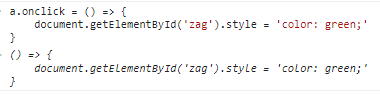 a.onclick = () => {
    document.getElementById('zag').style = 'color: green;'
}
() => {
    document.getElementById('zag').style = 'color: green;'
}